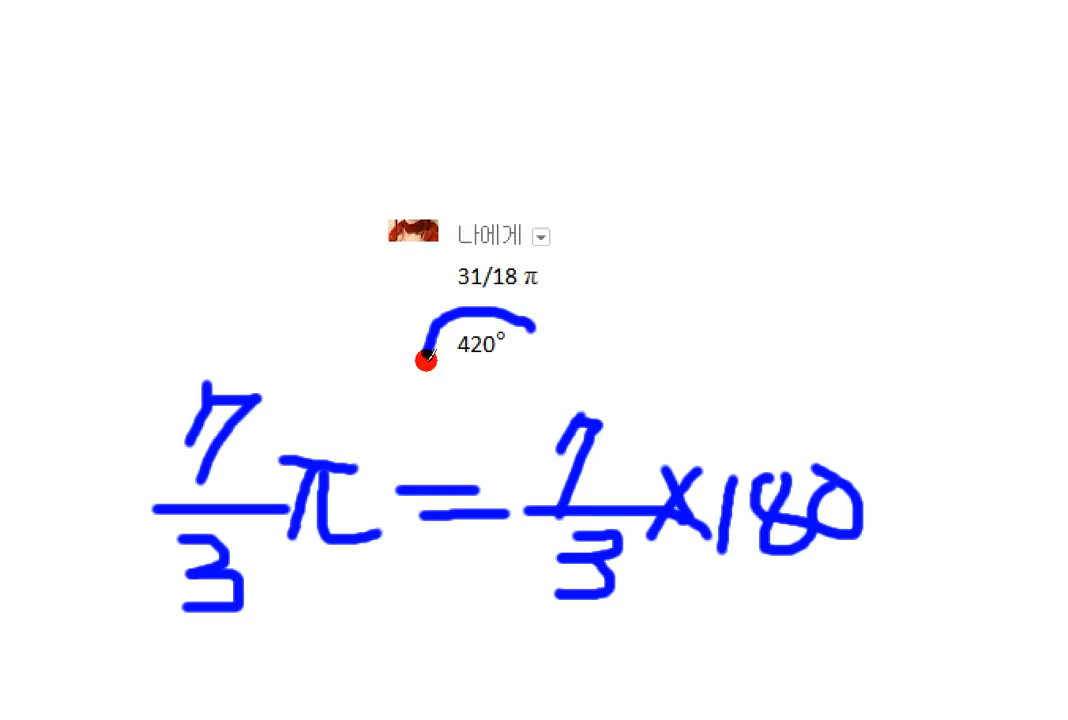 나에게
31/18 π
420°
7/3 π = 7/3 × 180